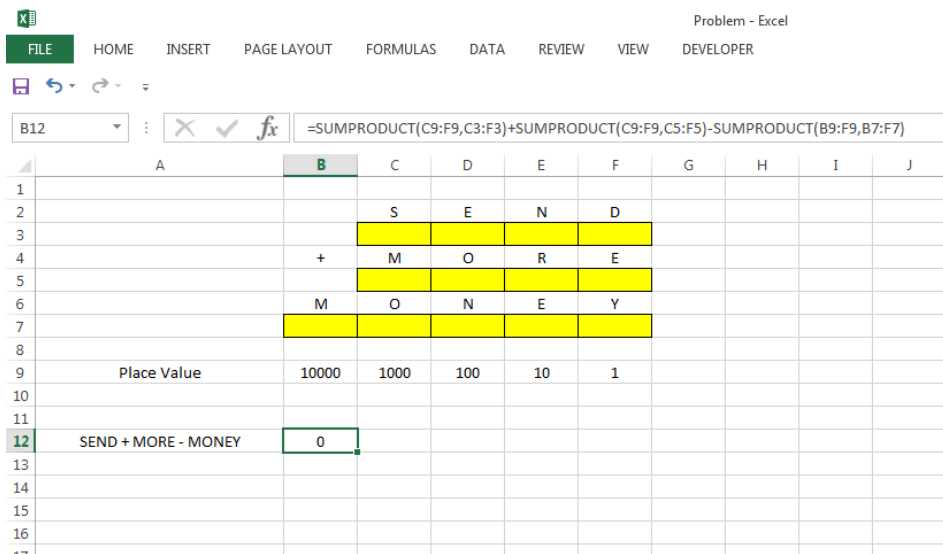 Problem - Excel
FILE HOME INSERT PAGE LAYOUT FORMULAS DATA REVIEW VIEW DEVELOPER
B12 fx =SUMPRODUCT(C9:F9,C3:F3)+SUMPRODUCT(C9:F9,C5:F5)-SUMPRODUCT(B9:F9,B7:F7)
A B C D E F G H I J
1
2 S E N D
3
4 + M O R E
5
6 M O N E Y
7
8
9 Place Value 10000 1000 100 10 1
10
11
12 SEND + MORE - MONEY 0
13
14
15
16
17